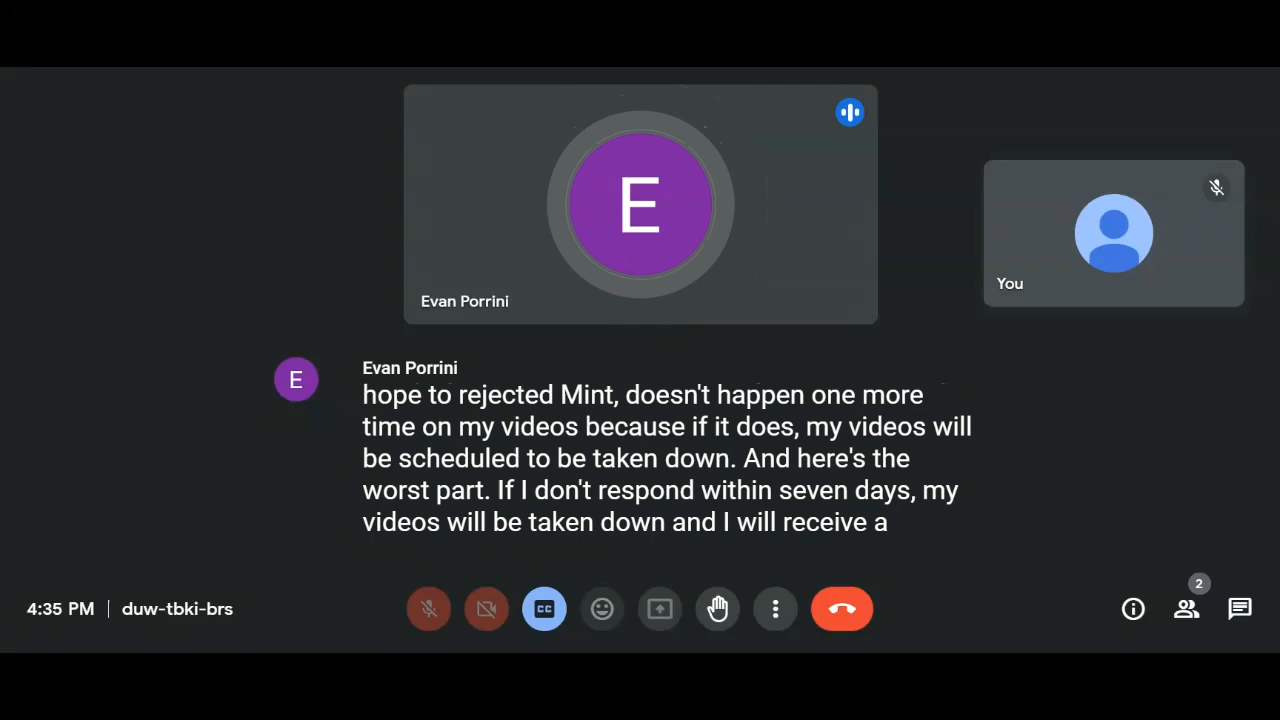 E
Evan Porrini
You
E
Evan Porrini
hope to rejected Mint, doesn't happen one more
time on my videos because if it does, my videos will
be scheduled to be taken down. And here's the
worst part. If I don't respond within seven days, my
videos will be taken down and I will receive a
2
4:35 PM | duw-tbki-brs
CC